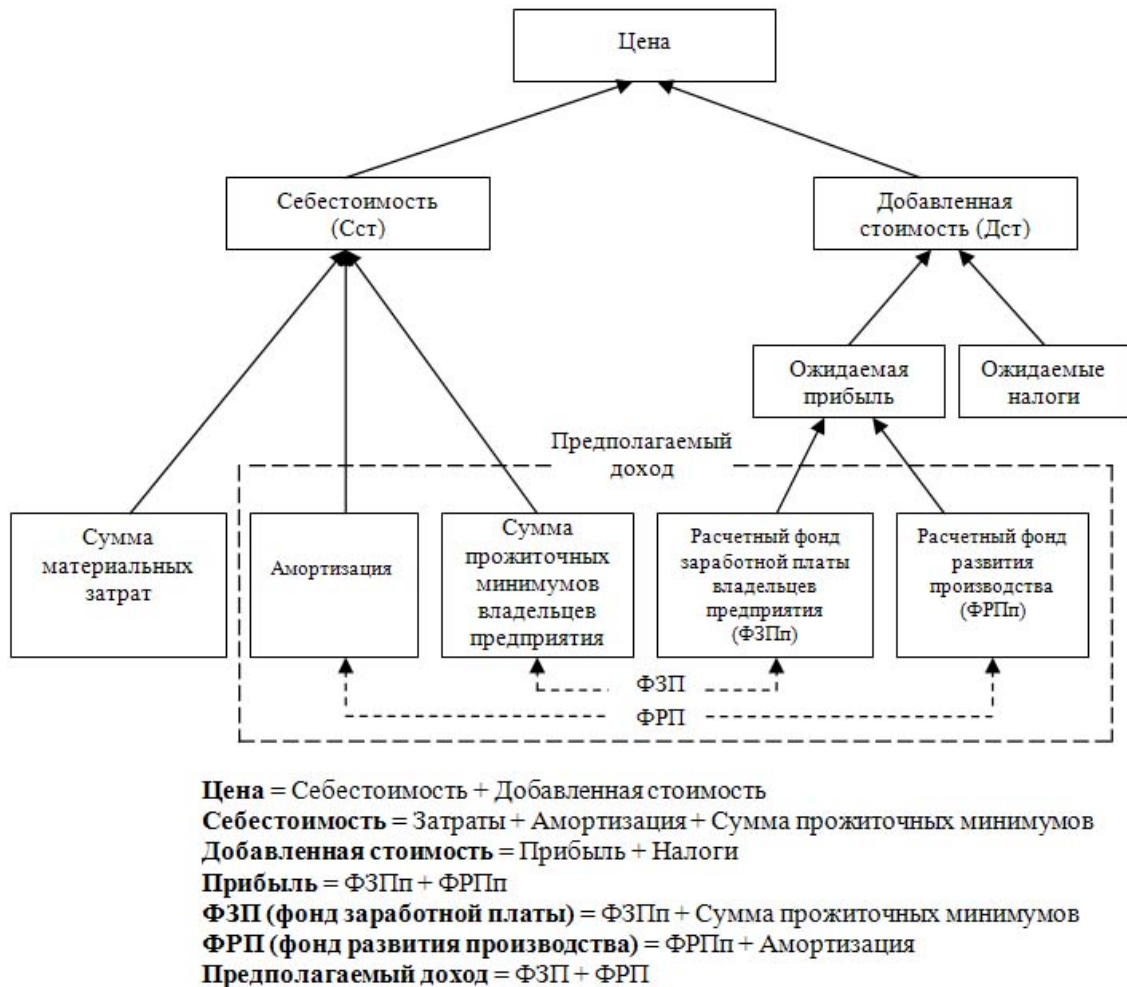 Цена
Себестоимость
(Сст)
Добавленная
стоимость (Дст)
Ожидаемая
прибыль
Ожидаемые
налоги
Предполагаемый
доход
Сумма
материальных
затрат
Амортизация
Сумма
прожиточных
минимумов
владельцев
предприятия
Расчетный фонд
заработной платы
владельцев
предприятия
(ФЗПп)
Расчетный фонд
развития
производства
(ФРПп)
ФЗП
ФРП
Цена = Себестоимость + Добавленная стоимость
Себестоимость = Затраты + Амортизация + Сумма прожиточных минимумов
Добавленная стоимость = Прибыль + Налоги
Прибыль = ФЗПп + ФРПп
ФЗП (фонд заработной платы) = ФЗПп + Сумма прожиточных минимумов
ФРП (фонд развития производства) = ФРПп + Амортизация
Предполагаемый доход = ФЗП + ФРП